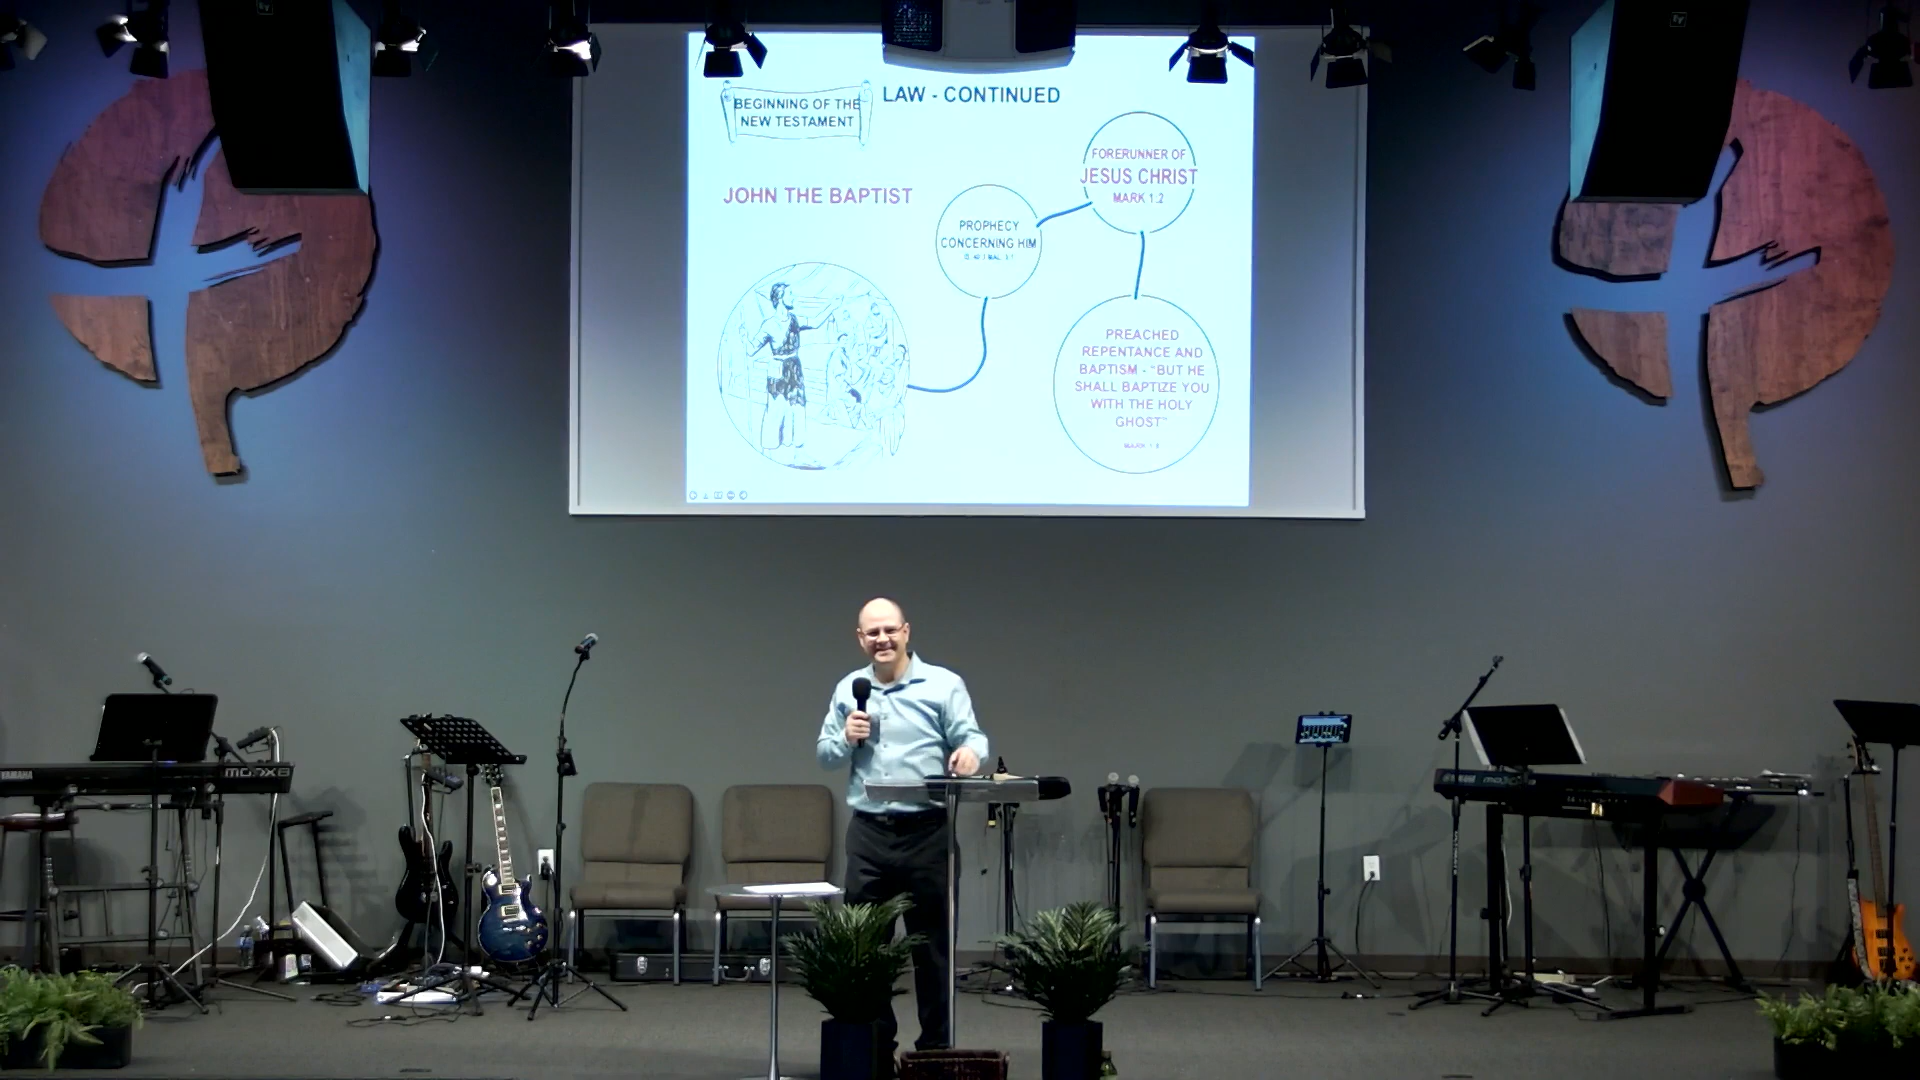 BEGINNING OF THE
NEW TESTAMENT
LAW - CONTINUED
JOHN THE BAPTIST
PROPHECY
CONCERNING HIM
FORERUNNER OF
JESUS CHRIST
MARK 1:2
PREACHED
REPENTANCE AND
BAPTISM - "BUT HE
SHALL BAPTIZE YOU
WITH THE HOLY
GHOST"
YAMAHA
MODX8